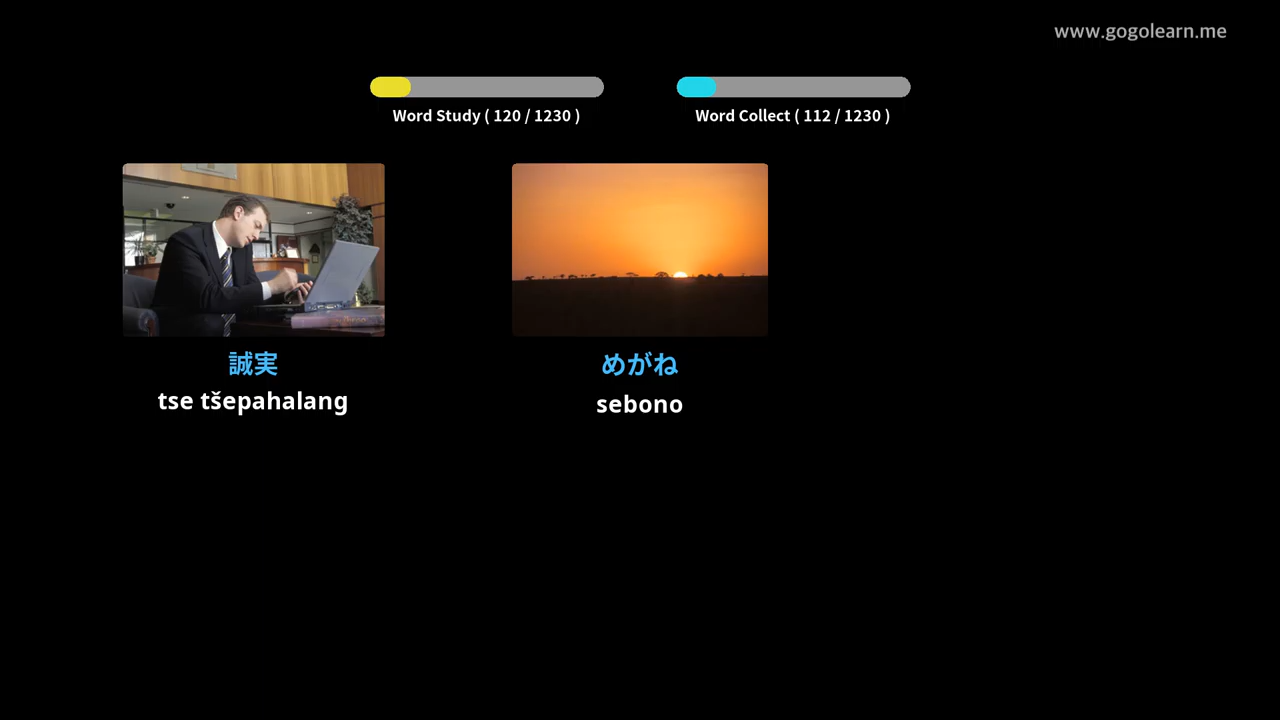 www.gogolearn.me
Word Study ( 120 / 1230 )
Word Collect ( 112 / 1230 )
誠実
tse tšepahalang
めがね
sebono